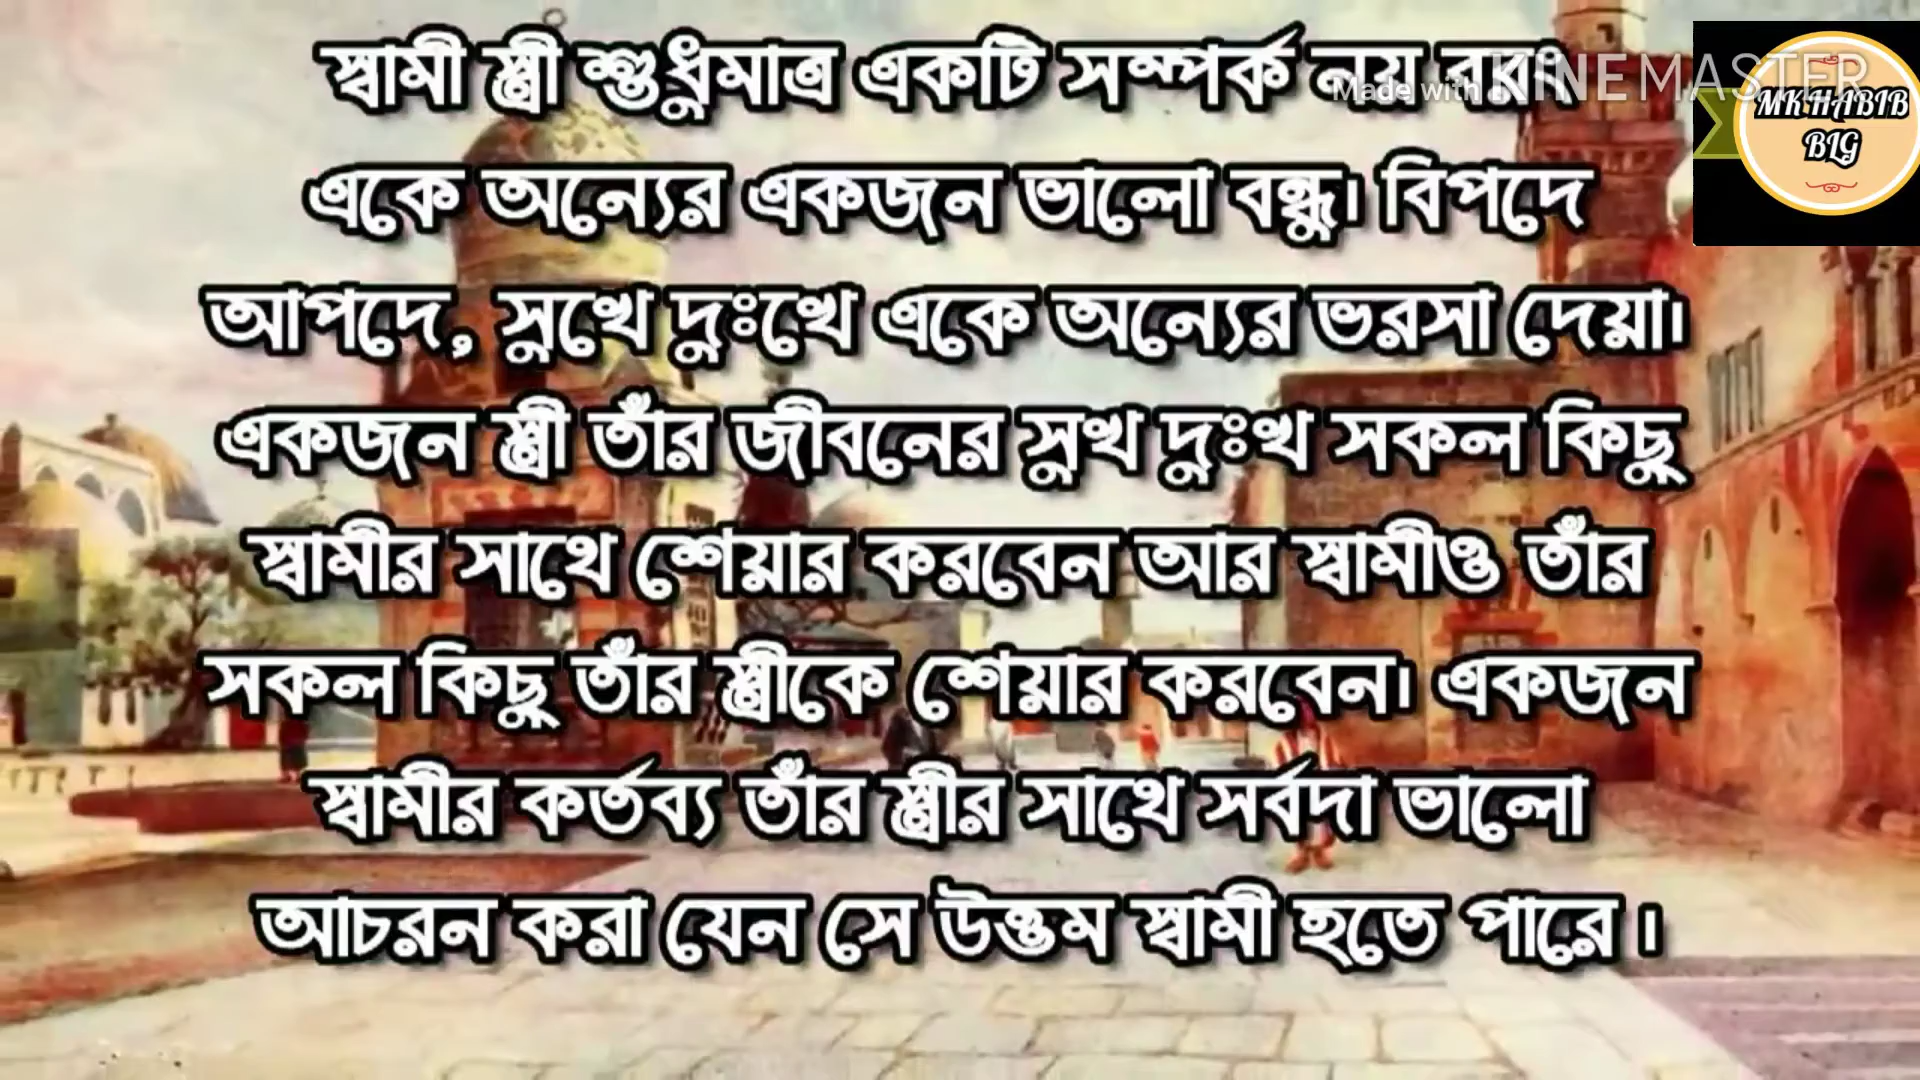 স্বামী স্ত্রী শুধুমাত্র একটি সম্পর্ক নয় বরং
একে অন্যের একজন ভালো বন্ধু। বিপদে
আপদে, সুখে দুঃখে একে অন্যের ভরসা দেয়া।
একজন স্ত্রী তাঁর জীবনের সুখ দুঃখ সকল কিছু
স্বামীর সাথে শেয়ার করবেন আর স্বামীও তাঁর
সকল কিছু তাঁর স্ত্রীকে শেয়ার করবেন। একজন
স্বামীর কর্তব্য তাঁর স্ত্রীর সাথে সর্বদা ভালো
আচরন করা যেন সে উত্তম স্বামী হতে পারে ।
Made with KINEMASTER
MK HABIB
BLG